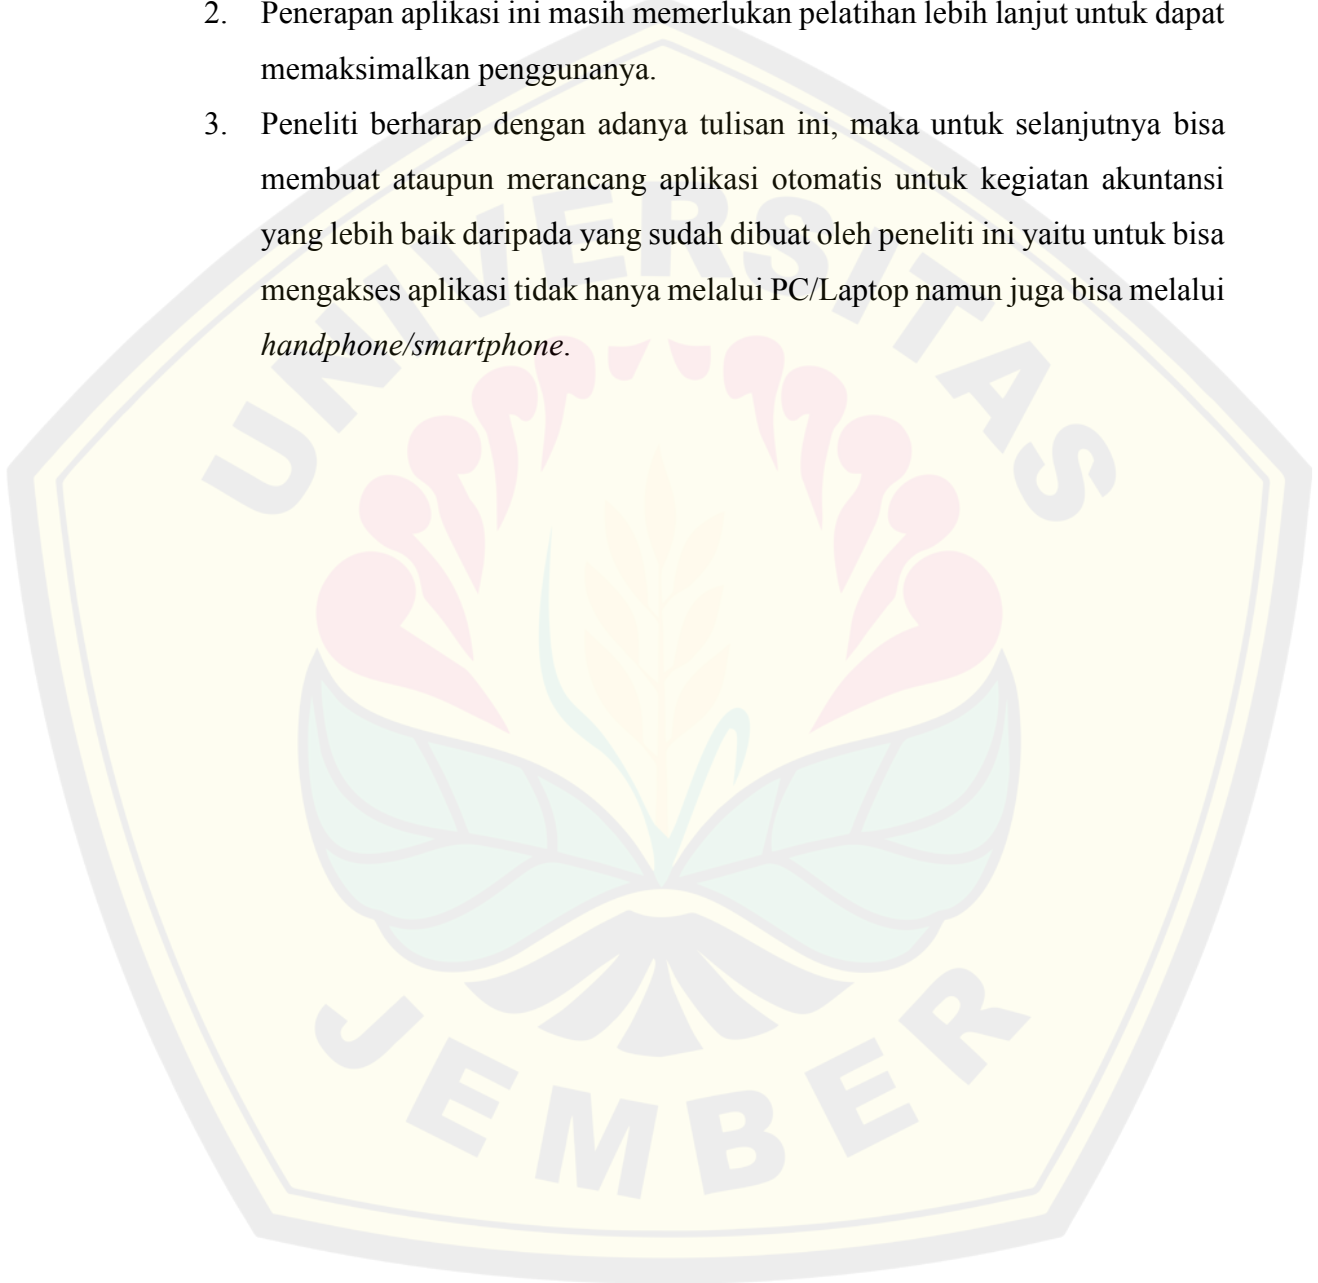 2. Penerapan aplikasi ini masih memerlukan pelatihan lebih lanjut untuk dapat
memaksimalkan penggunanya.
3. Peneliti berharap dengan adanya tulisan ini, maka untuk selanjutnya bisa
membuat ataupun merancang aplikasi otomatis untuk kegiatan akuntansi
yang lebih baik daripada yang sudah dibuat oleh peneliti ini yaitu untuk bisa
mengakses aplikasi tidak hanya melalui PC/Laptop namun juga bisa melalui
handphone/smartphone.
UNIVERSITAS
JEMBER